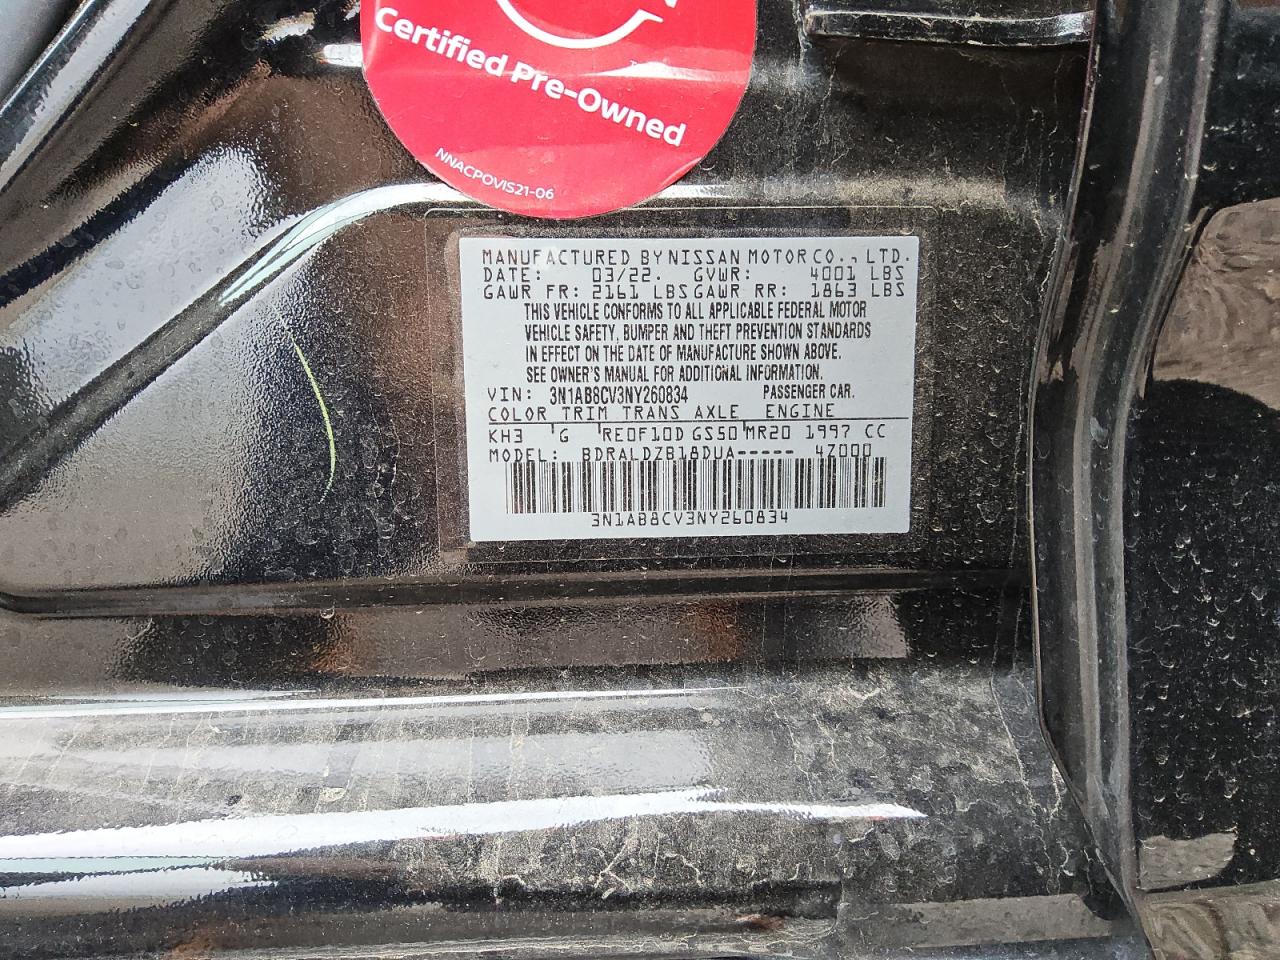 Certified Pre-Owned
NNACPOVIS21-06
MANUFACTURED BY NISSAN MOTOR CO., LTD.
DATE: 03/22. GVWR: 4001 LBS
GAWR FR: 2161 LBS GAWR RR: 1863 LBS
THIS VEHICLE CONFORMS TO ALL APPLICABLE FEDERAL MOTOR
VEHICLE SAFETY, BUMPER AND THEFT PREVENTION STANDARDS
IN EFFECT ON THE DATE OF MANUFACTURE SHOWN ABOVE.
SEE OWNER'S MANUAL FOR ADDITIONAL INFORMATION.
VIN: 3N1AB8CV3NY260834 PASSENGER CAR.
COLOR TRIM TRANS AXLE ENGINE
KH3 G RE0F10D GS50 MR20 1997 CC
MODEL: BDRALDZB18DUA----- 4Z000
3N1AB8CV3NY260834